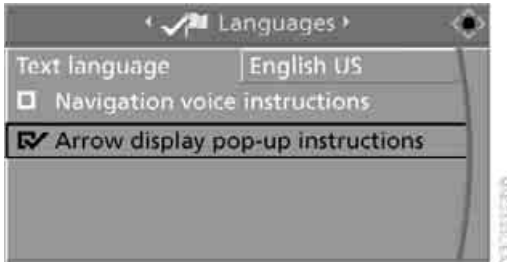 Languages
Text language English US
Navigation voice instructions
Arrow display pop-up instructions